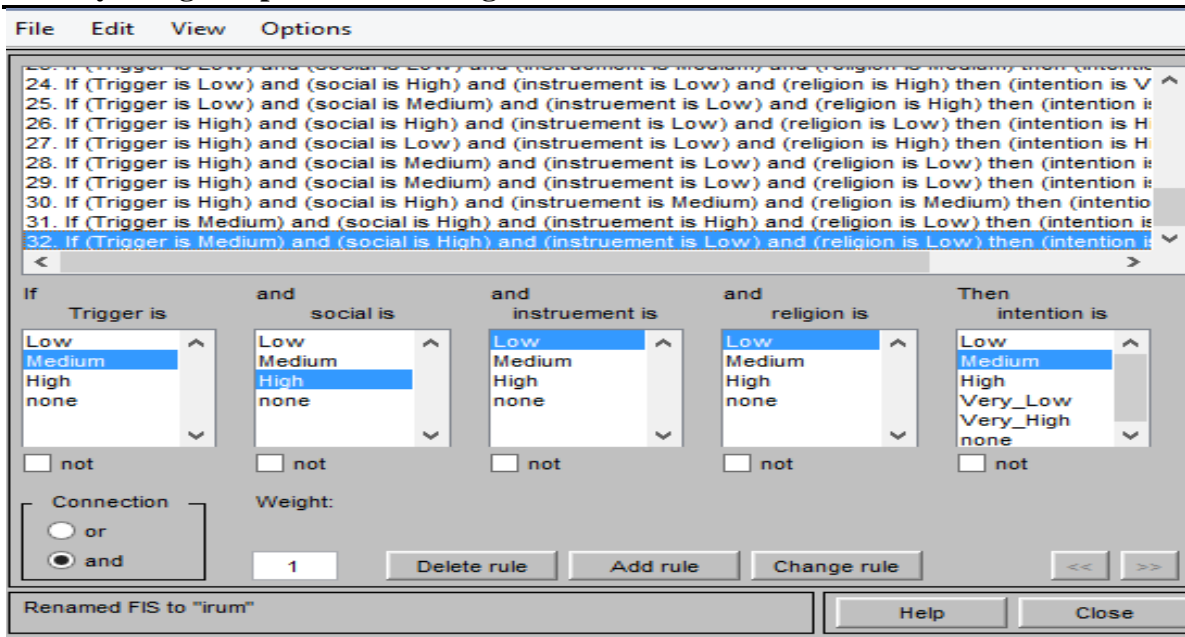 File Edit View Options
24. If (Trigger is Low) and (social is High) and (instruement is Low) and (religion is High) then (intention is V
25. If (Trigger is Low) and (social is Medium) and (instruement is Low) and (religion is High) then (intention is
26. If (Trigger is High) and (social is High) and (instruement is Low) and (religion is Low) then (intention is Hi
27. If (Trigger is High) and (social is Low) and (instruement is Low) and (religion is High) then (intention is Hi
28. If (Trigger is High) and (social is Medium) and (instruement is Low) and (religion is Low) then (intention is
29. If (Trigger is High) and (social is Medium) and (instruement is Low) and (religion is Low) then (intention is
30. If (Trigger is High) and (social is High) and (instruement is Medium) and (religion is Medium) then (intentio
31. If (Trigger is Medium) and (social is High) and (instruement is High) and (religion is Low) then (intention is
32. If (Trigger is Medium) and (social is High) and (instruement is Low) and (religion is Low) then (intention is
If and and and Then
Trigger is social is instruement is religion is intention is
Low Low Low Low Low
Medium Medium Medium Medium Medium
High High High High High
none none none none Very_Low
Very_High
none
not not not not not
Connection Weight:
or
and 1 Delete rule Add rule Change rule << >>
Renamed FIS to "irum" Help Close